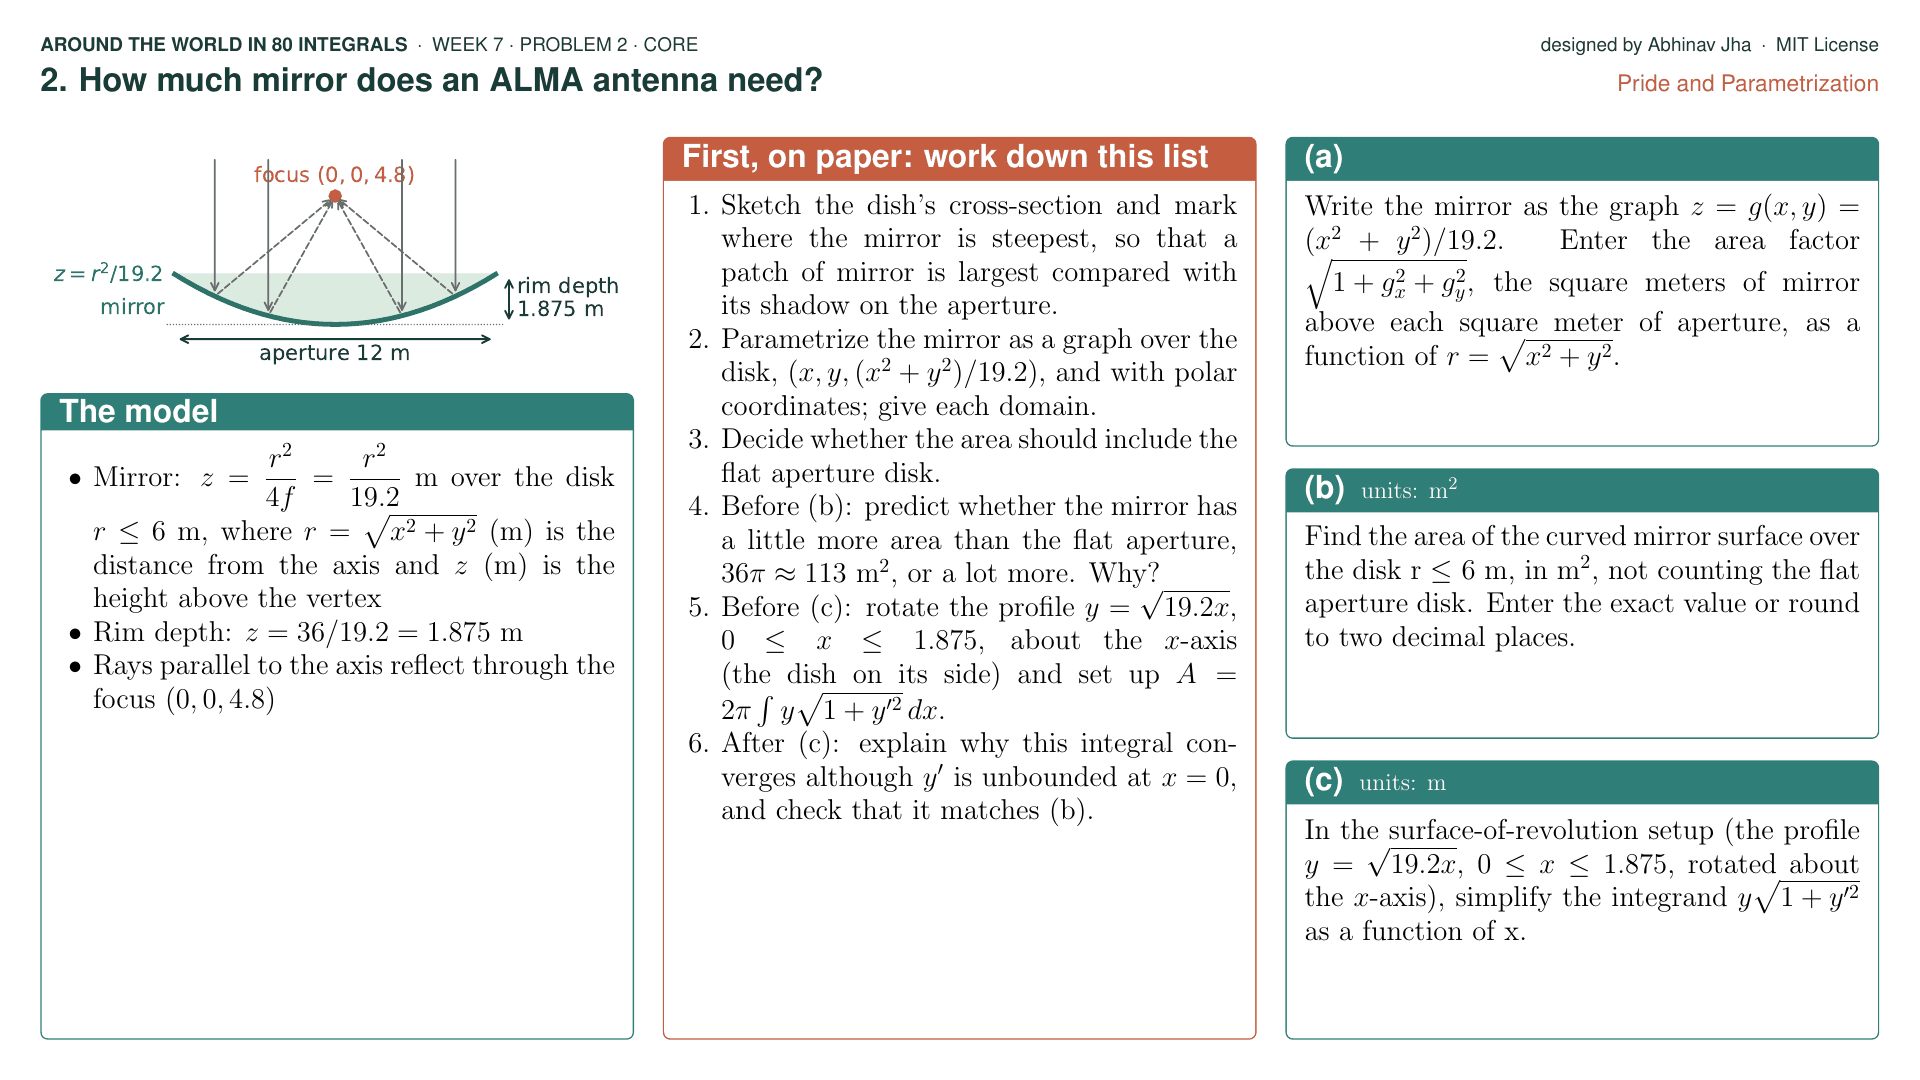 AROUND THE WORLD IN 80 INTEGRALS · WEEK 7 · PROBLEM 2 · CORE
designed by Abhinav Jha · MIT License
2. How much mirror does an ALMA antenna need?
Pride and Parametrization
focus (0, 0, 4.8)
z = r²/19.2
mirror
rim depth
1.875 m
aperture 12 m
The model
• Mirror: z = r²/4f = r²/19.2 m over the disk
r ≤ 6 m, where r = √(x² + y²) (m) is the
distance from the axis and z (m) is the
height above the vertex
• Rim depth: z = 36/19.2 = 1.875 m
• Rays parallel to the axis reflect through the
focus (0, 0, 4.8)
First, on paper: work down this list
1. Sketch the dish's cross-section and mark
where the mirror is steepest, so that a
patch of mirror is largest compared with
its shadow on the aperture.
2. Parametrize the mirror as a graph over the
disk, (x, y, (x² + y²)/19.2), and with polar
coordinates; give each domain.
3. Decide whether the area should include the
flat aperture disk.
4. Before (b): predict whether the mirror has
a little more area than the flat aperture,
36π ≈ 113 m², or a lot more. Why?
5. Before (c): rotate the profile y = √(19.2x),
0 ≤ x ≤ 1.875, about the x-axis
(the dish on its side) and set up A =
2π ∫ y√(1 + y′²) dx.
6. After (c): explain why this integral con-
verges although y′ is unbounded at x = 0,
and check that it matches (b).
(a)
Write the mirror as the graph z = g(x, y) =
(x² + y²)/19.2. Enter the area factor
√(1 + gₓ² + g_y²), the square meters of mirror
above each square meter of aperture, as a
function of r = √(x² + y²).
(b) units: m²
Find the area of the curved mirror surface over
the disk r ≤ 6 m, in m², not counting the flat
aperture disk. Enter the exact value or round
to two decimal places.
(c) units: m
In the surface-of-revolution setup (the profile
y = √(19.2x), 0 ≤ x ≤ 1.875, rotated about
the x-axis), simplify the integrand y√(1 + y′²)
as a function of x.